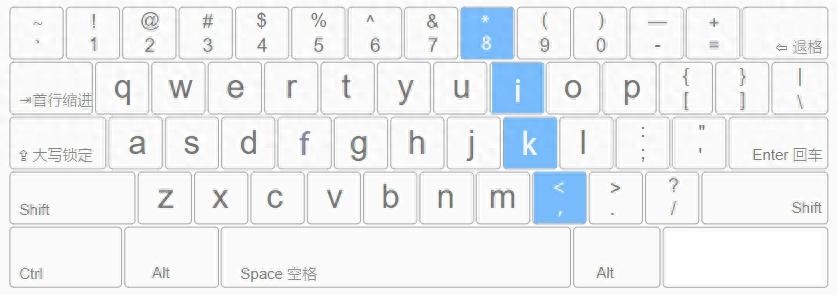 ~ ! @ # $ % ^ & * ( ) — +
` 1 2 3 4 5 6 7 8 9 0 - = ⇦ 退格
⇥首行缩进 q w e r t y u i o p { } |
[ ] \
⇪ 大写锁定 a s d f g h j k l : "
; ' Enter 回车
Shift z x c v b n m < > ? Shift
, . /
Ctrl Alt Space 空格 Alt